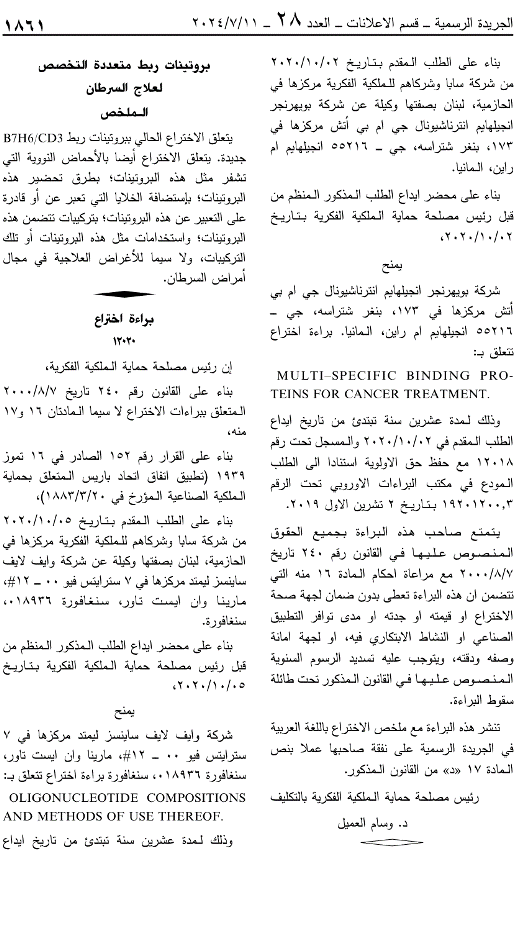 الجريدة الرسمية ــ قسم الاعلانات ــ العدد ٢٨ ــ ٢٠٢٤/٧/١١
١٨٦١
بناء على الطلب المقدم بتاريخ ٢٠٢٠/١٠/٠٢
من شركة سابا وشركاهم للملكية الفكرية مركزها في
الحازمية، لبنان بصفتها وكيلة عن شركة بويهرنجر
انجيلهايم انترناشيونال جي ام بي أتش مركزها في
١٧٣، بنغر شتراسه، جي ــ ٥٥٢١٦ انجيلهايم ام
راين، المانيا.
بناء على محضر ايداع الطلب المذكور المنظم من
قبل رئيس مصلحة حماية الملكية الفكرية بتاريخ
٢٠٢٠/١٠/٠٢،
يمنح
شركة بويهرنجر انجيلهايم انترناشيونال جي ام بي
أتش مركزها في ١٧٣، بنغر شتراسه، جي ــ
٥٥٢١٦ انجيلهايم ام راين، المانيا. براءة اختراع
تتعلق بـ:
MULTI–SPECIFIC BINDING PRO-
TEINS FOR CANCER TREATMENT.
وذلك لمدة عشرين سنة تبتدئ من تاريخ ايداع
الطلب المقدم في ٢٠٢٠/١٠/٠٢ والمسجل تحت رقم
١٢٠١٨ مع حفظ حق الاولوية استنادا الى الطلب
المودع في مكتب البراءات الاوروبي تحت الرقم
١٩٢٠١٢٠٠,٣ بتاريخ ٢ تشرين الاول ٢٠١٩.
يتمتع صاحب هذه البراءة بجميع الحقوق
المنصوص عليها في القانون رقم ٢٤٠ تاريخ
٢٠٠٠/٨/٧ مع مراعاة احكام المادة ١٦ منه التي
تتضمن ان هذه البراءة تعطى بدون ضمان لجهة صحة
الاختراع او قيمته او جدته او مدى توافر التطبيق
الصناعي او النشاط الابتكاري فيه، او لجهة امانة
وصفه ودقته، ويتوجب عليه تسديد الرسوم السنوية
المنصوص عليها في القانون المذكور تحت طائلة
سقوط البراءة.
تنشر هذه البراءة مع ملخص الاختراع باللغة العربية
في الجريدة الرسمية على نفقة صاحبها عملا بنص
المادة ١٧ «د» من القانون المذكور.
رئيس مصلحة حماية الملكية الفكرية بالتكليف
د. وسام العميل
بروتينات ربط متعددة التخصص
لعلاج السرطان
الملخص
يتعلق الاختراع الحالي ببروتينات ربط B7H6/CD3
جديدة. يتعلق الاختراع أيضا بالأحماض النووية التي
تشفر مثل هذه البروتينات؛ بطرق تحضير هذه
البروتينات؛ بإستضافة الخلايا التي تعبر عن أو قادرة
على التعبير عن هذه البروتينات؛ بتركيبات تتضمن هذه
البروتينات؛ واستخدامات مثل هذه البروتينات أو تلك
التركيبات، ولا سيما للأغراض العلاجية في مجال
أمراض السرطان.
براءة اختراع
١٢٠٢٠
إن رئيس مصلحة حماية الملكية الفكرية،
بناء على القانون رقم ٢٤٠ تاريخ ٢٠٠٠/٨/٧
المتعلق ببراءات الاختراع لا سيما المادتان ١٦ و١٧
منه،
بناء على القرار رقم ١٥٢ الصادر في ١٦ تموز
١٩٣٩ (تطبيق اتفاق اتحاد باريس المتعلق بحماية
الملكية الصناعية المؤرخ في ١٨٨٣/٣/٢٠)،
بناء على الطلب المقدم بتاريخ ٢٠٢٠/١٠/٠٥
من شركة سابا وشركاهم للملكية الفكرية مركزها في
الحازمية، لبنان بصفتها وكيلة عن شركة وايف لايف
ساينسز ليمتد مركزها في ٧ سترايتس فيو ٠٠ ــ ١٢#،
مارينا وان ايست تاور، سنغافورة ٠١٨٩٣٦،
سنغافورة.
بناء على محضر ايداع الطلب المذكور المنظم من
قبل رئيس مصلحة حماية الملكية الفكرية بتاريخ
٢٠٢٠/١٠/٠٥،
يمنح
شركة وايف لايف ساينسز ليمتد مركزها في ٧
سترايتس فيو ٠٠ ــ ١٢#، مارينا وان ايست تاور،
سنغافورة ٠١٨٩٣٦، سنغافورة براءة اختراع تتعلق بـ:
OLIGONUCLEOTIDE COMPOSITIONS
AND METHODS OF USE THEREOF.
وذلك لمدة عشرين سنة تبتدئ من تاريخ ايداع